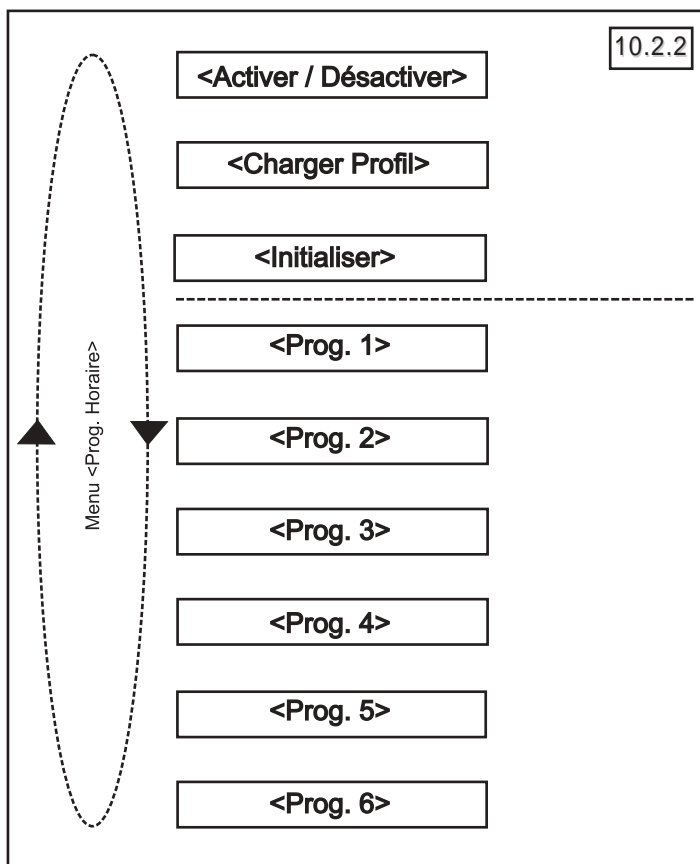 10.2.2
<Activer / Désactiver>
<Charger Profil>
<Initialiser>
Menu <Prog. Horaire>
<Prog. 1>
<Prog. 2>
<Prog. 3>
<Prog. 4>
<Prog. 5>
<Prog. 6>